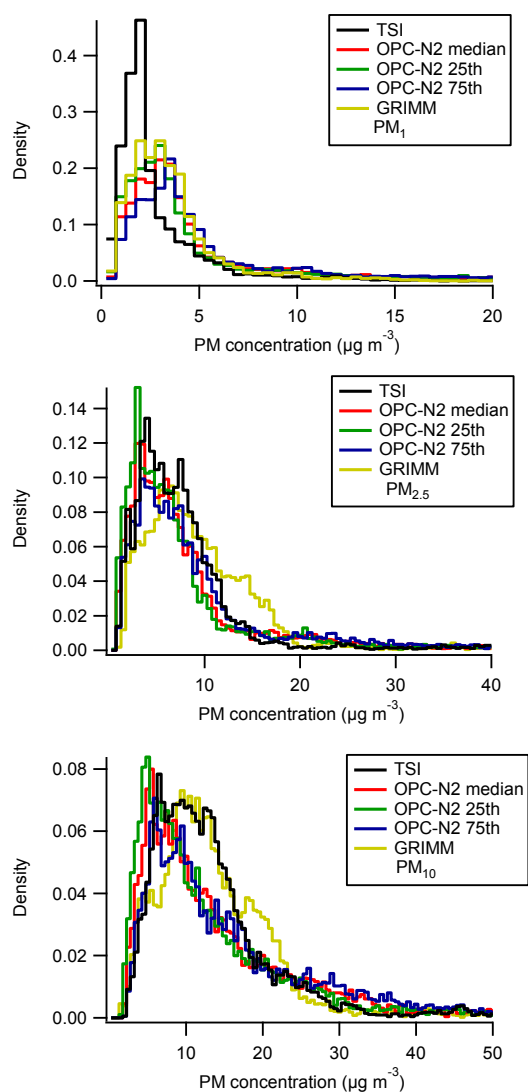 TSI
OPC-N2 median
OPC-N2 25th
OPC-N2 75th
GRIMM
PM₁
0.4
0.3
0.2
0.1
0.0
Density
0 5 10 15 20
PM concentration (µg m⁻³)
TSI
OPC-N2 median
OPC-N2 25th
OPC-N2 75th
GRIMM
PM₂.₅
0.14
0.12
0.10
0.08
0.06
0.04
0.02
0.00
Density
10 20 30 40
PM concentration (µg m⁻³)
TSI
OPC-N2 median
OPC-N2 25th
OPC-N2 75th
GRIMM
PM₁₀
0.08
0.06
0.04
0.02
0.00
Density
10 20 30 40 50
PM concentration (µg m⁻³)